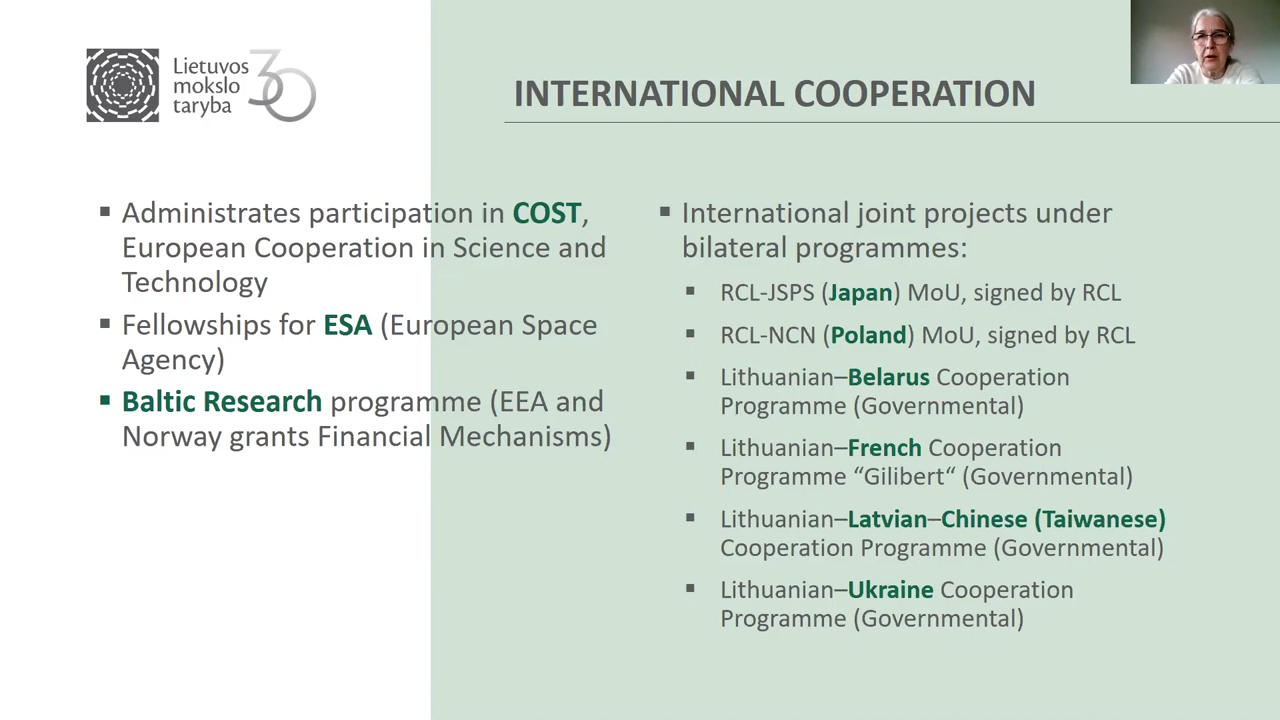 Lietuvos
mokslo
taryba
30
INTERNATIONAL COOPERATION
▪ Administrates participation in COST,
European Cooperation in Science and
Technology
▪ Fellowships for ESA (European Space
Agency)
▪ Baltic Research programme (EEA and
Norway grants Financial Mechanisms)
▪ International joint projects under
bilateral programmes:
▪ RCL-JSPS (Japan) MoU, signed by RCL
▪ RCL-NCN (Poland) MoU, signed by RCL
▪ Lithuanian–Belarus Cooperation
Programme (Governmental)
▪ Lithuanian–French Cooperation
Programme “Gilibert“ (Governmental)
▪ Lithuanian–Latvian–Chinese (Taiwanese)
Cooperation Programme (Governmental)
▪ Lithuanian–Ukraine Cooperation
Programme (Governmental)